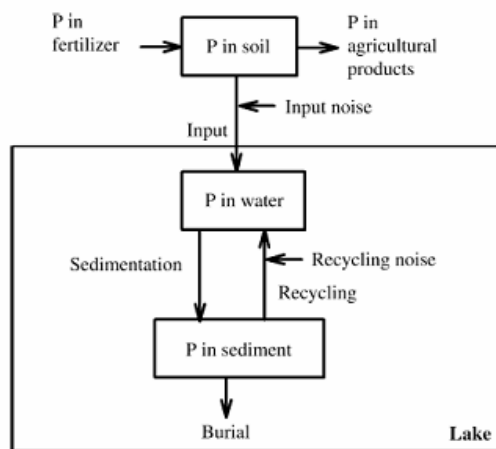 P in
fertilizer
P in soil
P in
agricultural
products
Input noise
Input
P in water
Sedimentation
Recycling noise
Recycling
P in sediment
Burial
Lake